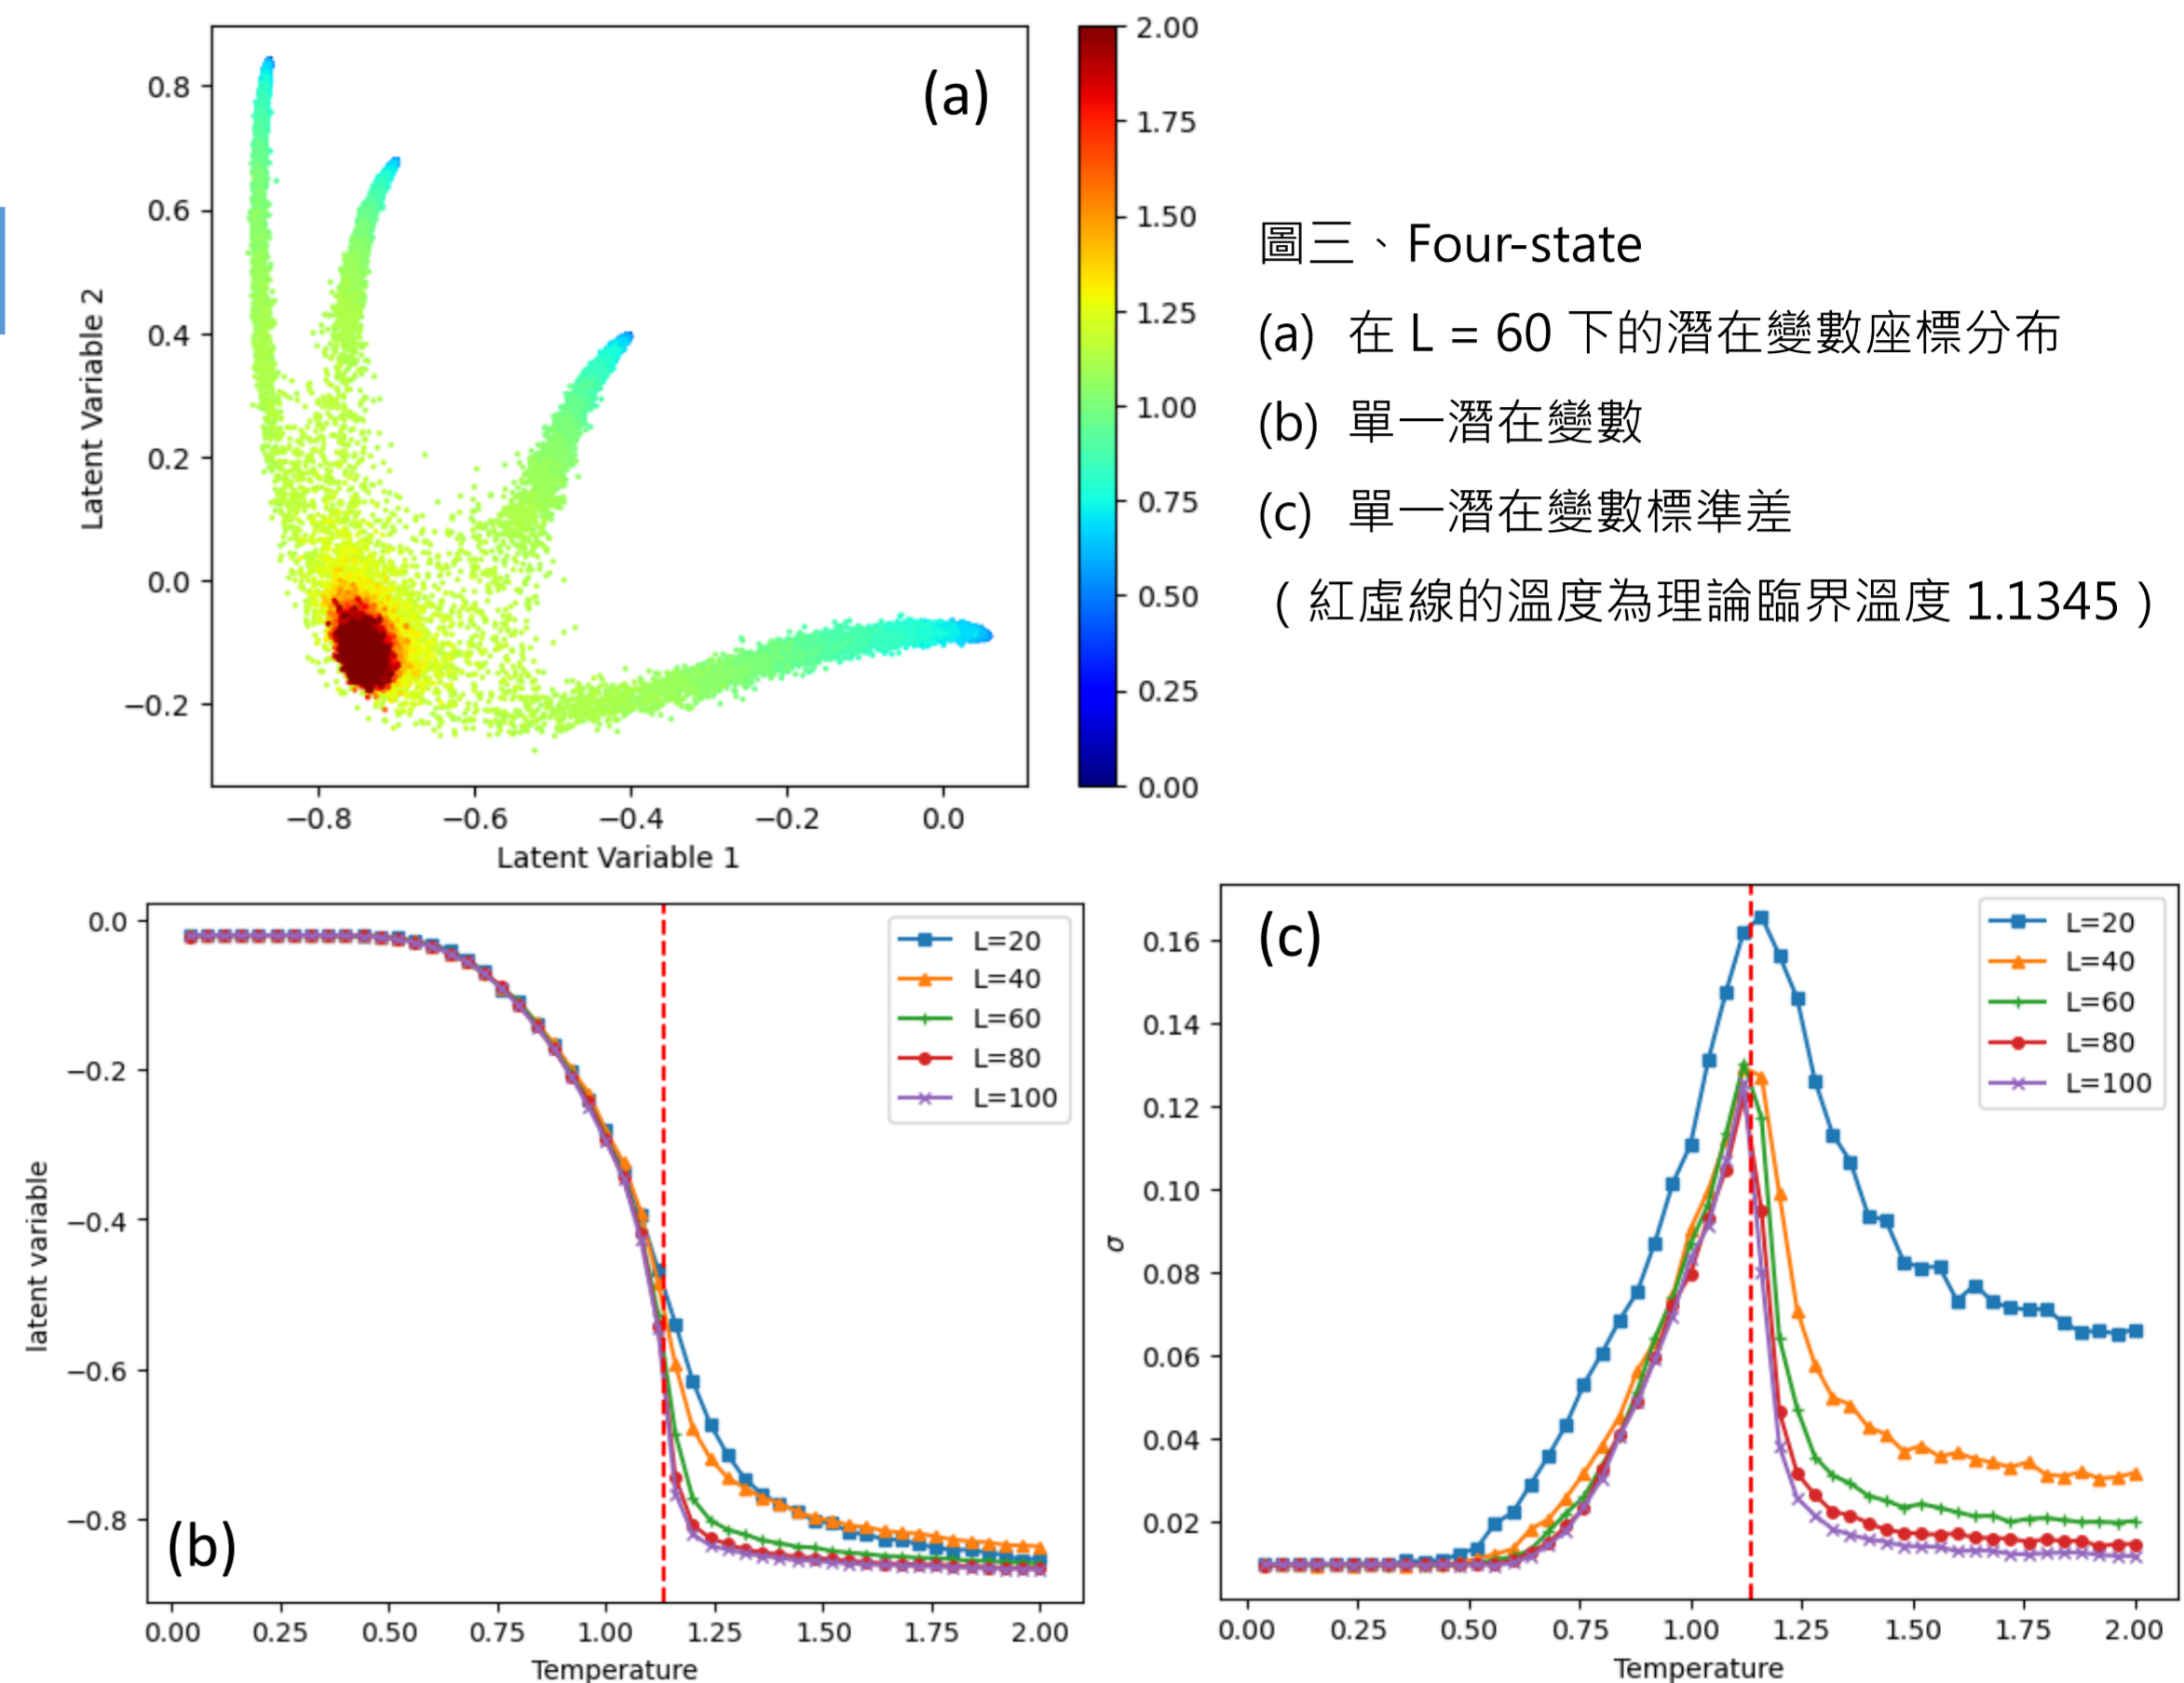 (a)
2.00
1.75
1.50
1.25
1.00
0.75
0.50
0.25
0.00
0.8
0.6
0.4
0.2
0.0
−0.2
Latent Variable 2
−0.8 −0.6 −0.4 −0.2 0.0
Latent Variable 1
圖三、Four-state
(a) 在 L = 60 下的潛在變數座標分布
(b) 單一潛在變數
(c) 單一潛在變數標準差
（紅虛線的溫度為理論臨界溫度 1.1345）
0.0
−0.2
−0.4
−0.6
−0.8
latent variable
L=20
L=40
L=60
L=80
L=100
(b)
0.00 0.25 0.50 0.75 1.00 1.25 1.50 1.75 2.00
Temperature
(c)
0.16
0.14
0.12
0.10
0.08
0.06
0.04
0.02
σ
L=20
L=40
L=60
L=80
L=100
0.00 0.25 0.50 0.75 1.00 1.25 1.50 1.75 2.00
Temperature